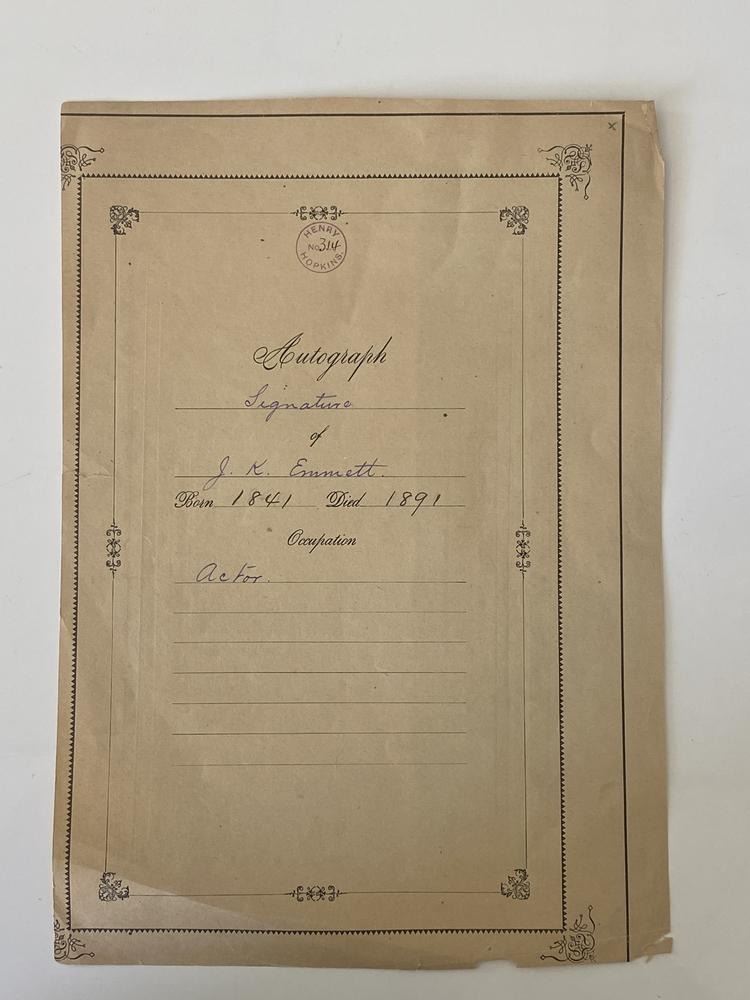 HENRY
No 314
HOPKINS.
Autograph
Signature
of
J. K. Emmett.
Born 1841 Died 1891
Occupation
Actor.